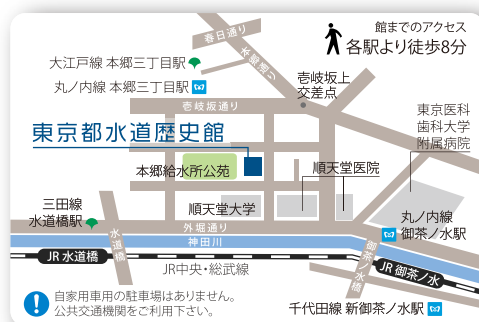 館までのアクセス
各駅より徒歩8分
春日通り
本郷通り
大江戸線 本郷三丁目駅
丸ノ内線 本郷三丁目駅
壱岐坂上
交差点
壱岐坂通り
東京医科
歯科大学
附属病院
東京都水道歴史館
本郷給水所公苑
順天堂医院
三田線
水道橋駅
順天堂大学
丸ノ内線
御茶ノ水駅
外堀通り
神田川
水道橋
御茶ノ水橋
JR 水道橋
JR中央・総武線
JR 御茶ノ水
自家用車用の駐車場はありません。
公共交通機関をご利用下さい。
千代田線 新御茶ノ水駅